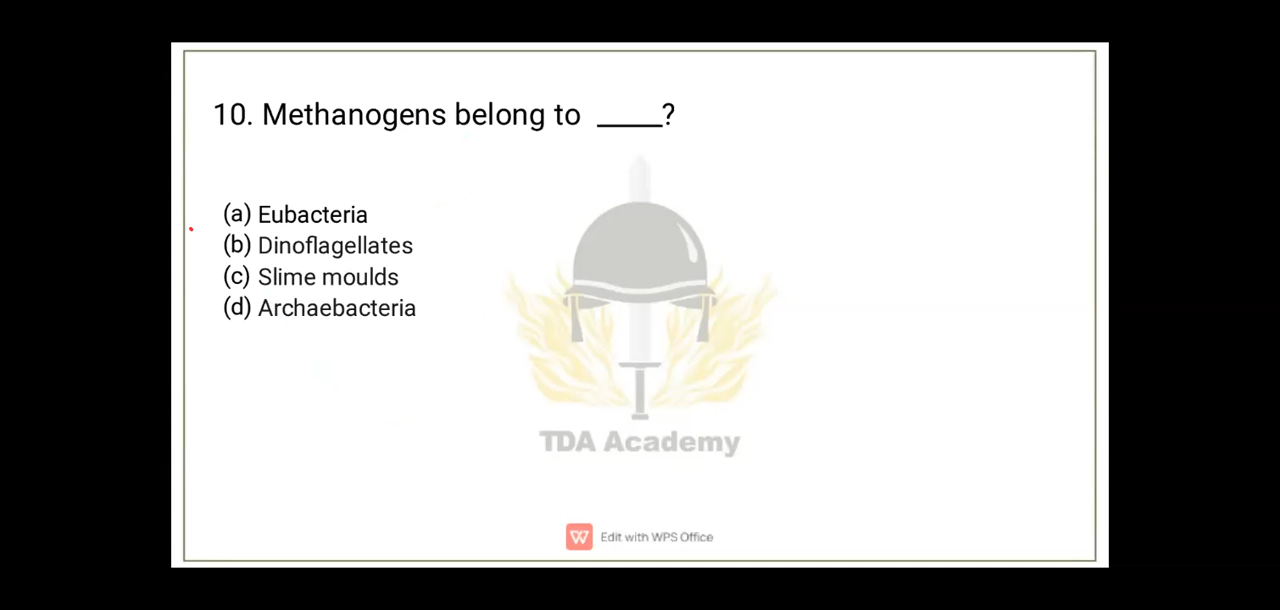 10. Methanogens belong to _____?
(a) Eubacteria
(b) Dinoflagellates
(c) Slime moulds
(d) Archaebacteria
TDA Academy
Edit with WPS Office